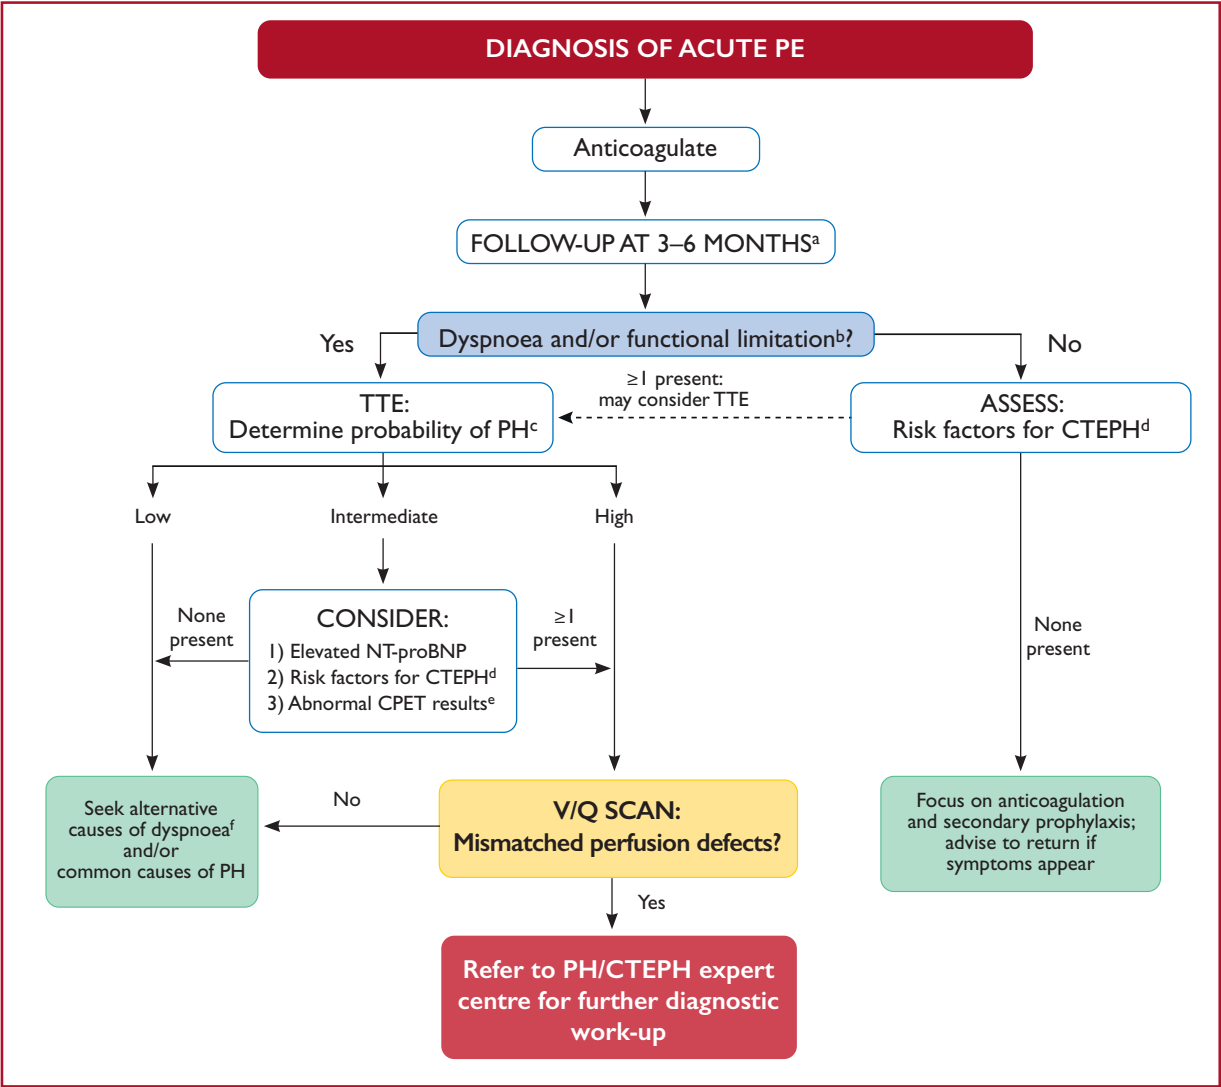 DIAGNOSIS OF ACUTE PE
Anticoagulate
FOLLOW-UP AT 3–6 MONTHSᵃ
Dyspnoea and/or functional limitationᵇ?
Yes
No
TTE:
Determine probability of PHᶜ
≥1 present:
may consider TTE
ASSESS:
Risk factors for CTEPHᵈ
Low
Intermediate
High
None
present
CONSIDER:
1) Elevated NT-proBNP
2) Risk factors for CTEPHᵈ
3) Abnormal CPET resultsᵉ
≥1
present
None
present
Seek alternative
causes of dyspnoeaᶠ
and/or
common causes of PH
No
V/Q SCAN:
Mismatched perfusion defects?
Focus on anticoagulation
and secondary prophylaxis;
advise to return if
symptoms appear
Yes
Refer to PH/CTEPH expert
centre for further diagnostic
work-up